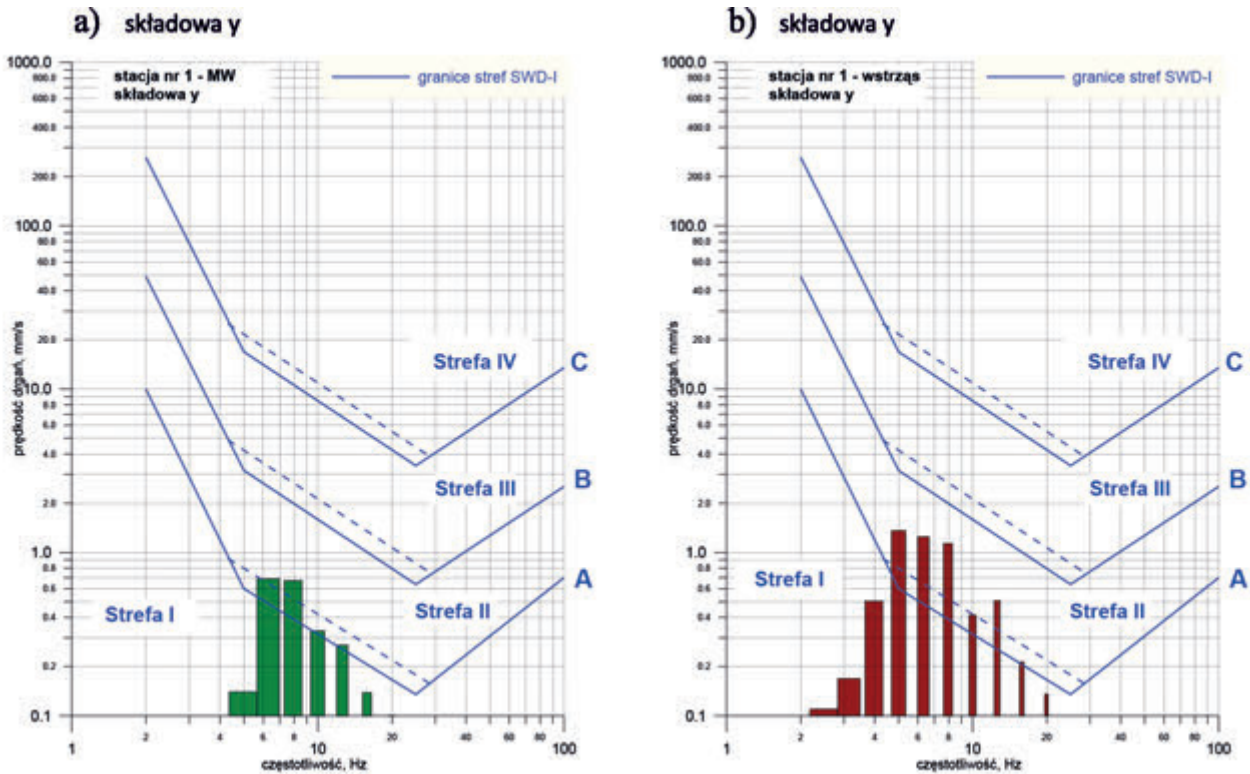 a) składowa y
stacja nr 1 - MW
składowa y
granice stref SWD-I
1000.0
800.0
600.0
400.0
200.0
100.0
80.0
60.0
40.0
20.0
10.0
8.0
6.0
4.0
2.0
1.0
0.8
0.6
0.4
0.2
0.1
prędkość drgań, mm/s
Strefa IV
C
Strefa III
B
Strefa I
Strefa II
A
1
2
4
6
8
10
20
40
60
80
100
częstotliwość, Hz
b) składowa y
stacja nr 1 - wstrząs
składowa y
granice stref SWD-I
1000.0
800.0
600.0
400.0
200.0
100.0
80.0
60.0
40.0
20.0
10.0
8.0
6.0
4.0
2.0
1.0
0.8
0.6
0.4
0.2
0.1
prędkość drgań, mm/s
Strefa IV
C
Strefa III
B
Strefa I
Strefa II
A
1
2
4
6
8
10
20
40
60
80
100
częstotliwość, Hz